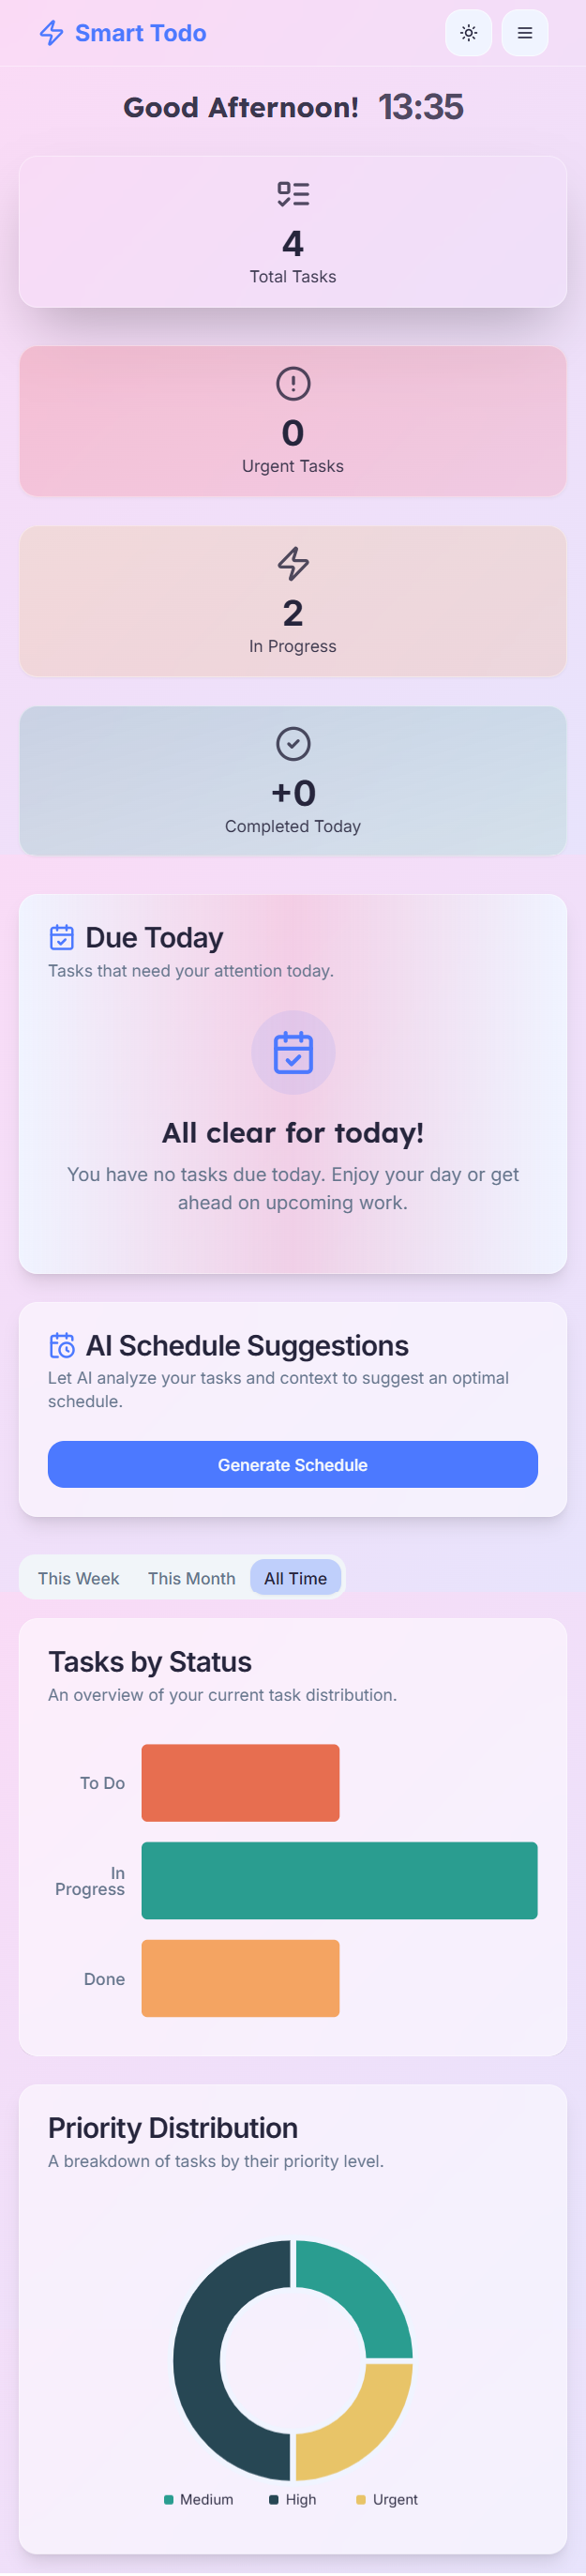 Smart Todo
Good Afternoon! 13:35
4
Total Tasks
0
Urgent Tasks
2
In Progress
+0
Completed Today
Due Today
Tasks that need your attention today.
All clear for today!
You have no tasks due today. Enjoy your day or get
ahead on upcoming work.
AI Schedule Suggestions
Let AI analyze your tasks and context to suggest an optimal
schedule.
Generate Schedule
This Week This Month All Time
Tasks by Status
An overview of your current task distribution.
To Do
In
Progress
Done
Priority Distribution
A breakdown of tasks by their priority level.
Medium High Urgent